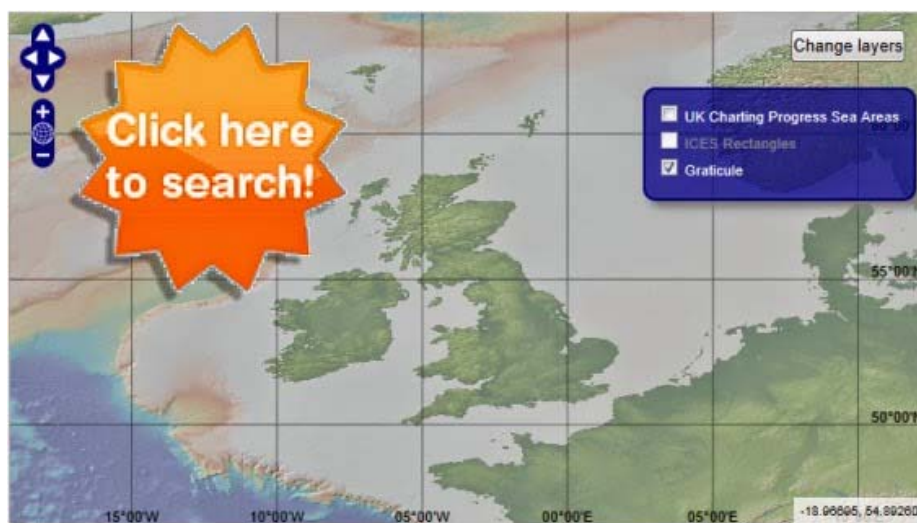 Change layers
Click here
to search!
UK Charting Progress Sea Areas
ICES Rectangles
Graticule
55°00'N
50°00'N
15°00'W
10°00'W
05°00'W
00°00'E
05°00'E
-18.96695, 54.89260